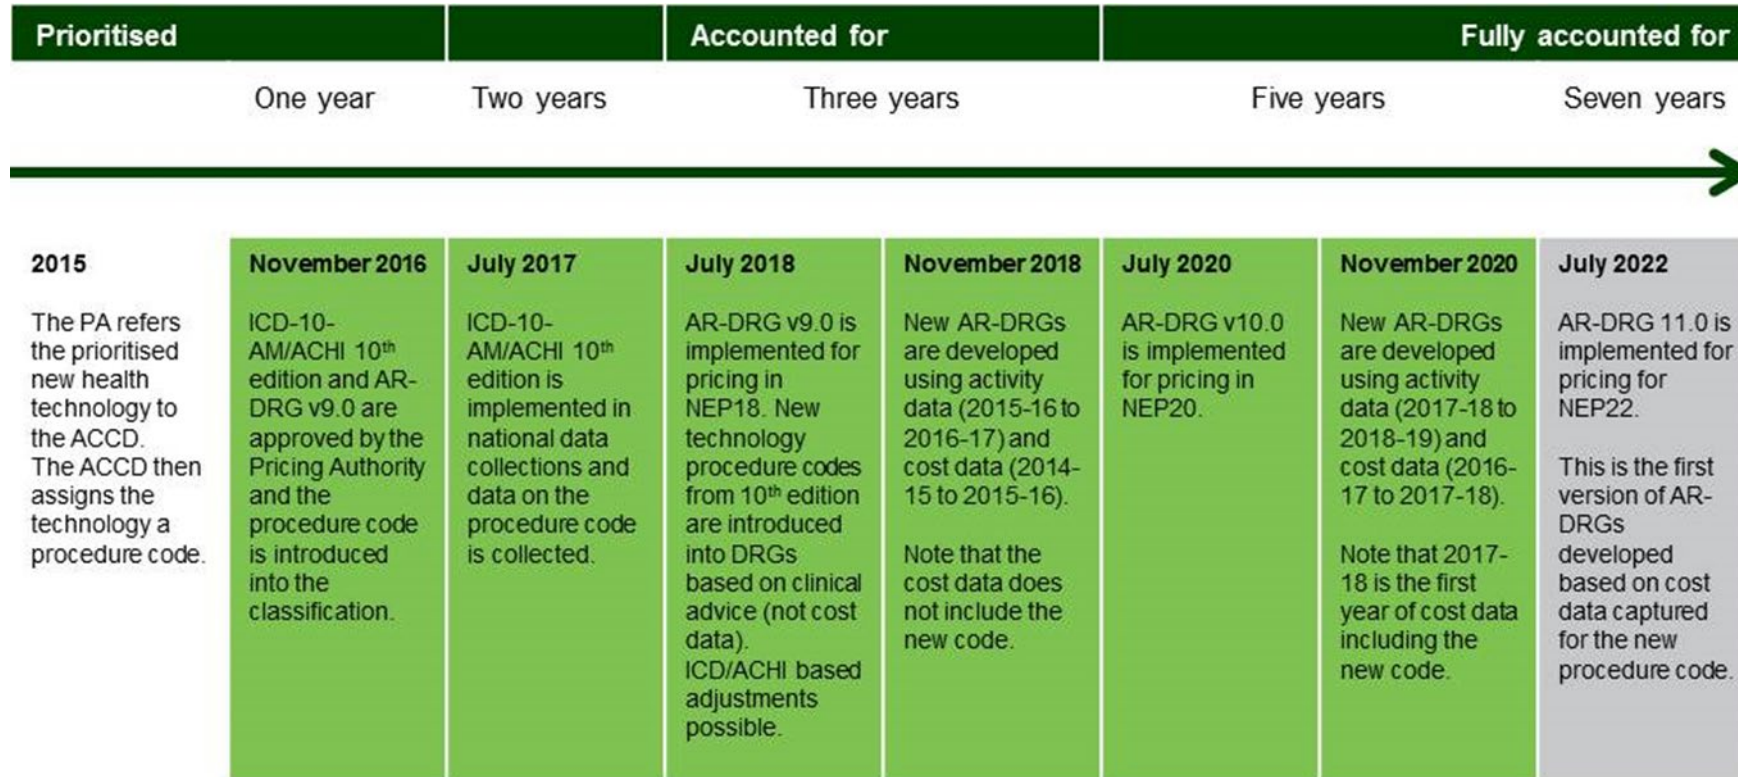 Prioritised
Accounted for
Fully accounted for
One year
Two years
Three years
Five years
Seven years
2015
The PA refers
the prioritised
new health
technology to
the ACCD.
The ACCD then
assigns the
technology a
procedure code.
November 2016
ICD-10-
AM/ACHI 10th
edition and AR-
DRG v9.0 are
approved by the
Pricing Authority
and the
procedure code
is introduced
into the
classification.
July 2017
ICD-10-
AM/ACHI 10th
edition is
implemented in
national data
collections and
data on the
procedure code
is collected.
July 2018
AR-DRG v9.0 is
implemented for
pricing in
NEP18. New
technology
procedure codes
from 10th edition
are introduced
into DRGs
based on clinical
advice (not cost
data).
ICD/ACHI based
adjustments
possible.
November 2018
New AR-DRGs
are developed
using activity
data (2015-16 to
2016-17) and
cost data (2014-
15 to 2015-16).
Note that the
cost data does
not include the
new code.
July 2020
AR-DRG v10.0
is implemented
for pricing in
NEP20.
November 2020
New AR-DRGs
are developed
using activity
data (2017-18 to
2018-19) and
cost data (2016-
17 to 2017-18).
Note that 2017-
18 is the first
year of cost data
including the
new code.
July 2022
AR-DRG 11.0 is
implemented for
pricing for
NEP22.
This is the first
version of AR-
DRGs
developed
based on cost
data captured
for the new
procedure code.